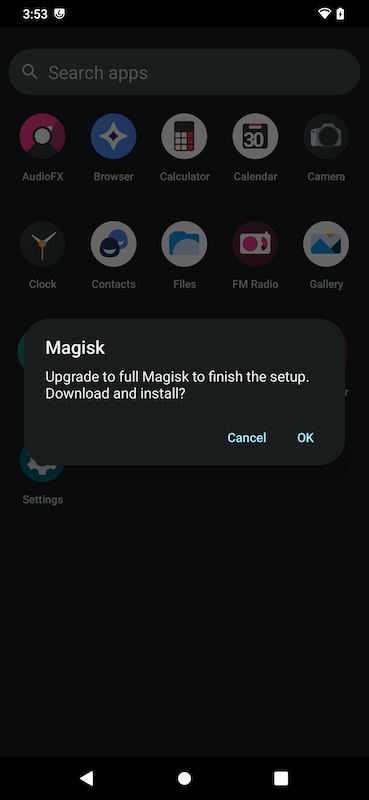 3:53
Search apps
AudioFX
Browser
Calculator
Calendar
Camera
30
Clock
Contacts
Files
FM Radio
Gallery
Magisk
Upgrade to full Magisk to finish the setup.
Download and install?
Cancel
OK
Settings